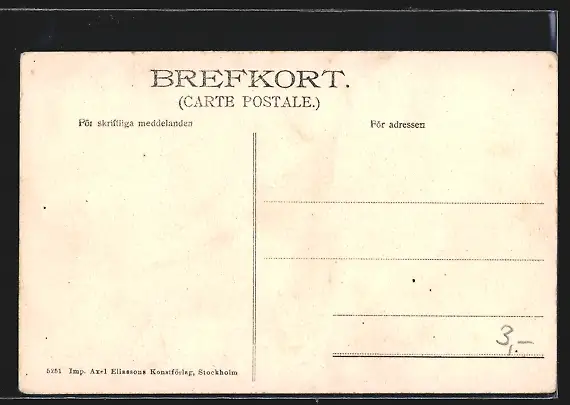 BREFKORT.
(CARTE POSTALE.)
För skriftliga meddelanden
För adressen
3,-
5251 Imp. Axel Eliassons Konstförlag, Stockholm